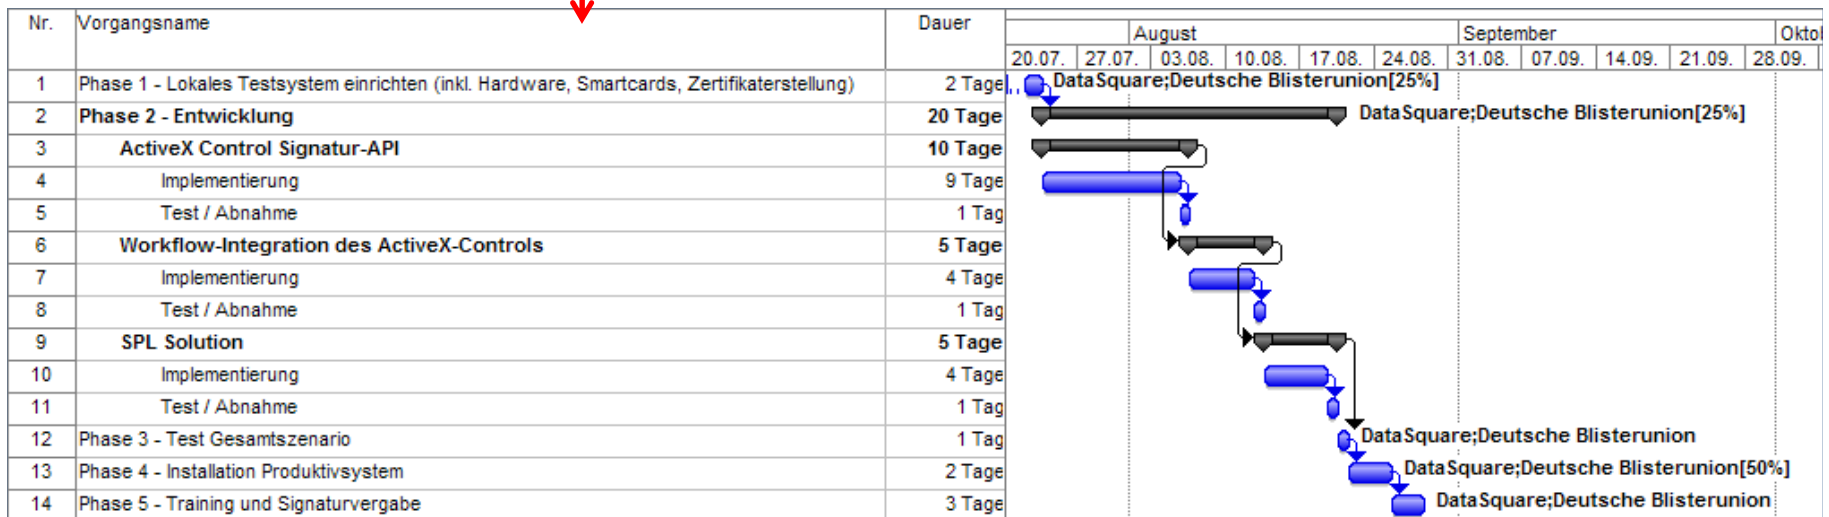 Nr. Vorgangsname Dauer
August September
20.07. 27.07. 03.08. 10.08. 17.08. 24.08. 31.08. 07.09. 14.09. 21.09. 28.09.
1 Phase 1 - Lokales Testsystem einrichten (inkl. Hardware, Smartcards, Zertifikaterstellung) 2 Tage DataSquare;Deutsche Blisterunion[25%]
2 Phase 2 - Entwicklung 20 Tage DataSquare;Deutsche Blisterunion[25%]
3 ActiveX Control Signatur-API 10 Tage
4 Implementierung 9 Tage
5 Test / Abnahme 1 Tag
6 Workflow-Integration des ActiveX-Controls 5 Tage
7 Implementierung 4 Tage
8 Test / Abnahme 1 Tag
9 SPL Solution 5 Tage
10 Implementierung 4 Tage
11 Test / Abnahme 1 Tag
12 Phase 3 - Test Gesamtszenario 1 Tag DataSquare;Deutsche Blisterunion
13 Phase 4 - Installation Produktivsystem 2 Tage DataSquare;Deutsche Blisterunion[50%]
14 Phase 5 - Training und Signaturvergabe 3 Tage DataSquare;Deutsche Blisterunion